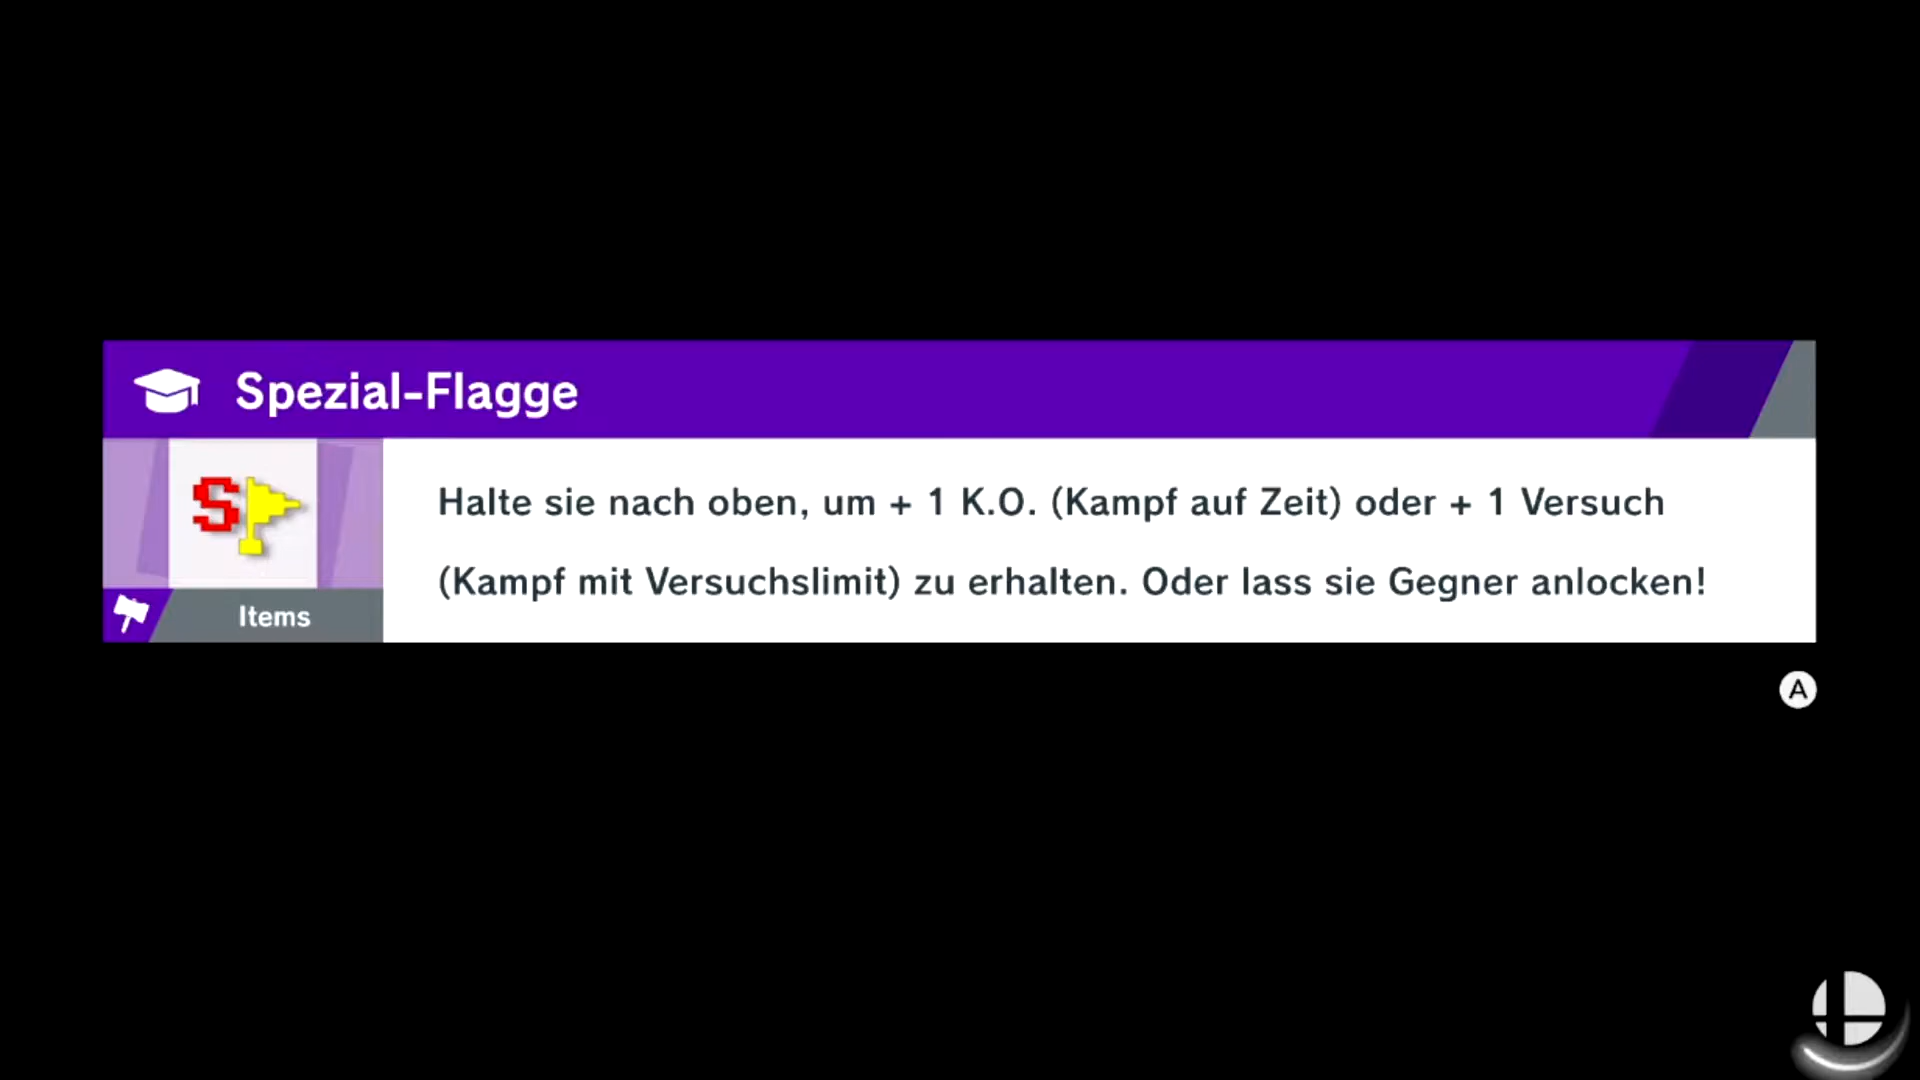 Spezial-Flagge
S
Halte sie nach oben, um + 1 K.O. (Kampf auf Zeit) oder + 1 Versuch
(Kampf mit Versuchslimit) zu erhalten. Oder lass sie Gegner anlocken!
Items
A